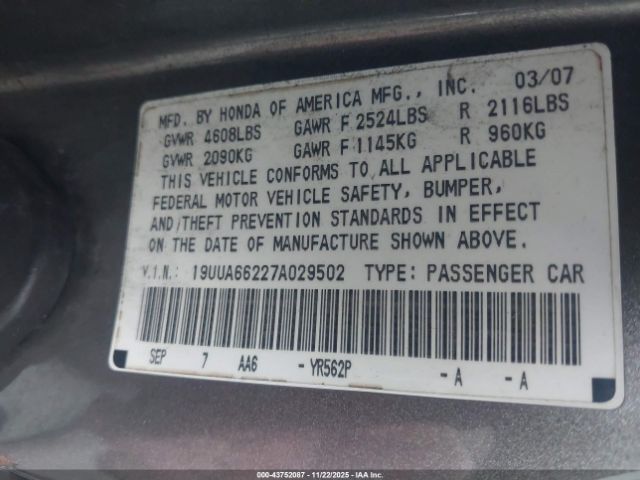 MFD. BY HONDA OF AMERICA MFG., INC. 03/07
GVWR 4608LBS GAWR F 2524LBS R 2116LBS
GVWR 2090KG GAWR F 1145KG R 960KG
THIS VEHICLE CONFORMS TO ALL APPLICABLE
FEDERAL MOTOR VEHICLE SAFETY, BUMPER,
AND/THEFT PREVENTION STANDARDS IN EFFECT
ON THE DATE OF MANUFACTURE SHOWN ABOVE.
V.I.N.: 19UUA66227A029502 TYPE: PASSENGER CAR
SEP 7 AA6 -YR562P -A -A
000-43752087 - 11/22/2025 - IAA Inc.